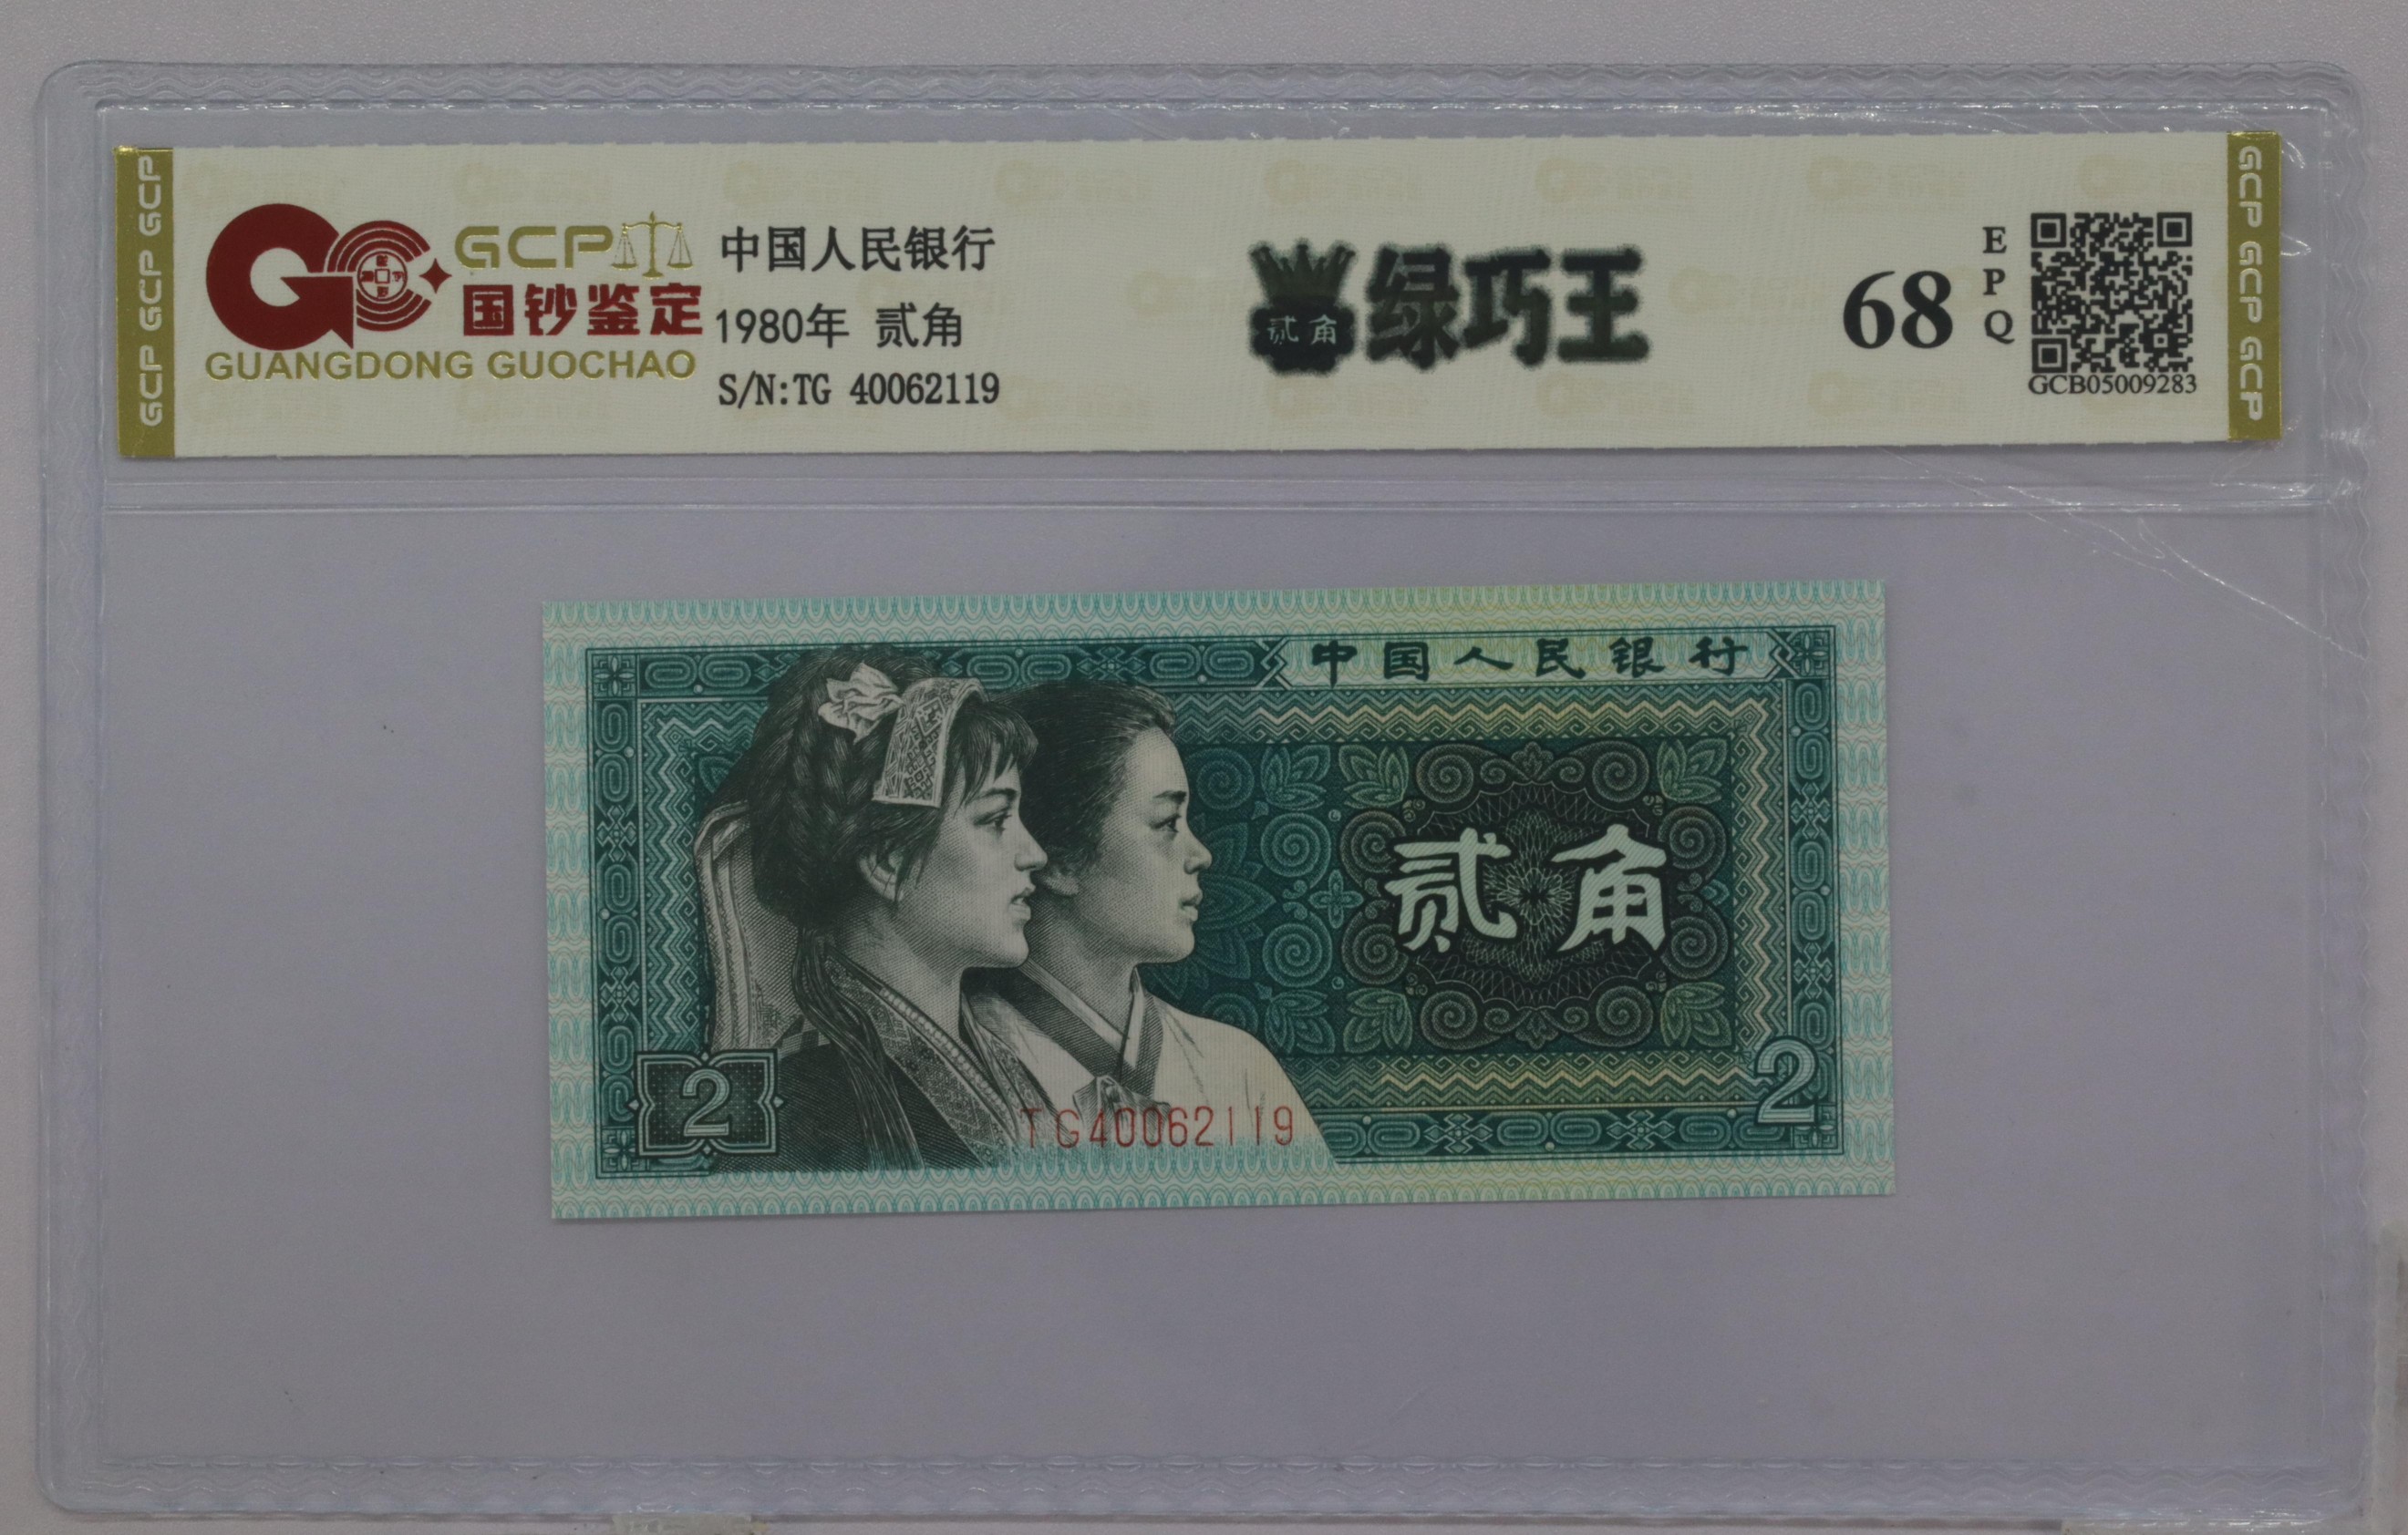 GCP GCP GCP
GCP
国钞鉴定
GUANGDONG GUOCHAO
中国人民银行
1980年 贰角
S/N:TG 40062119
贰角
绿巧王
68
EPQ
GCB05009283
GCP GCP GCP
中国人民银行
贰角
2
2
TG40062119